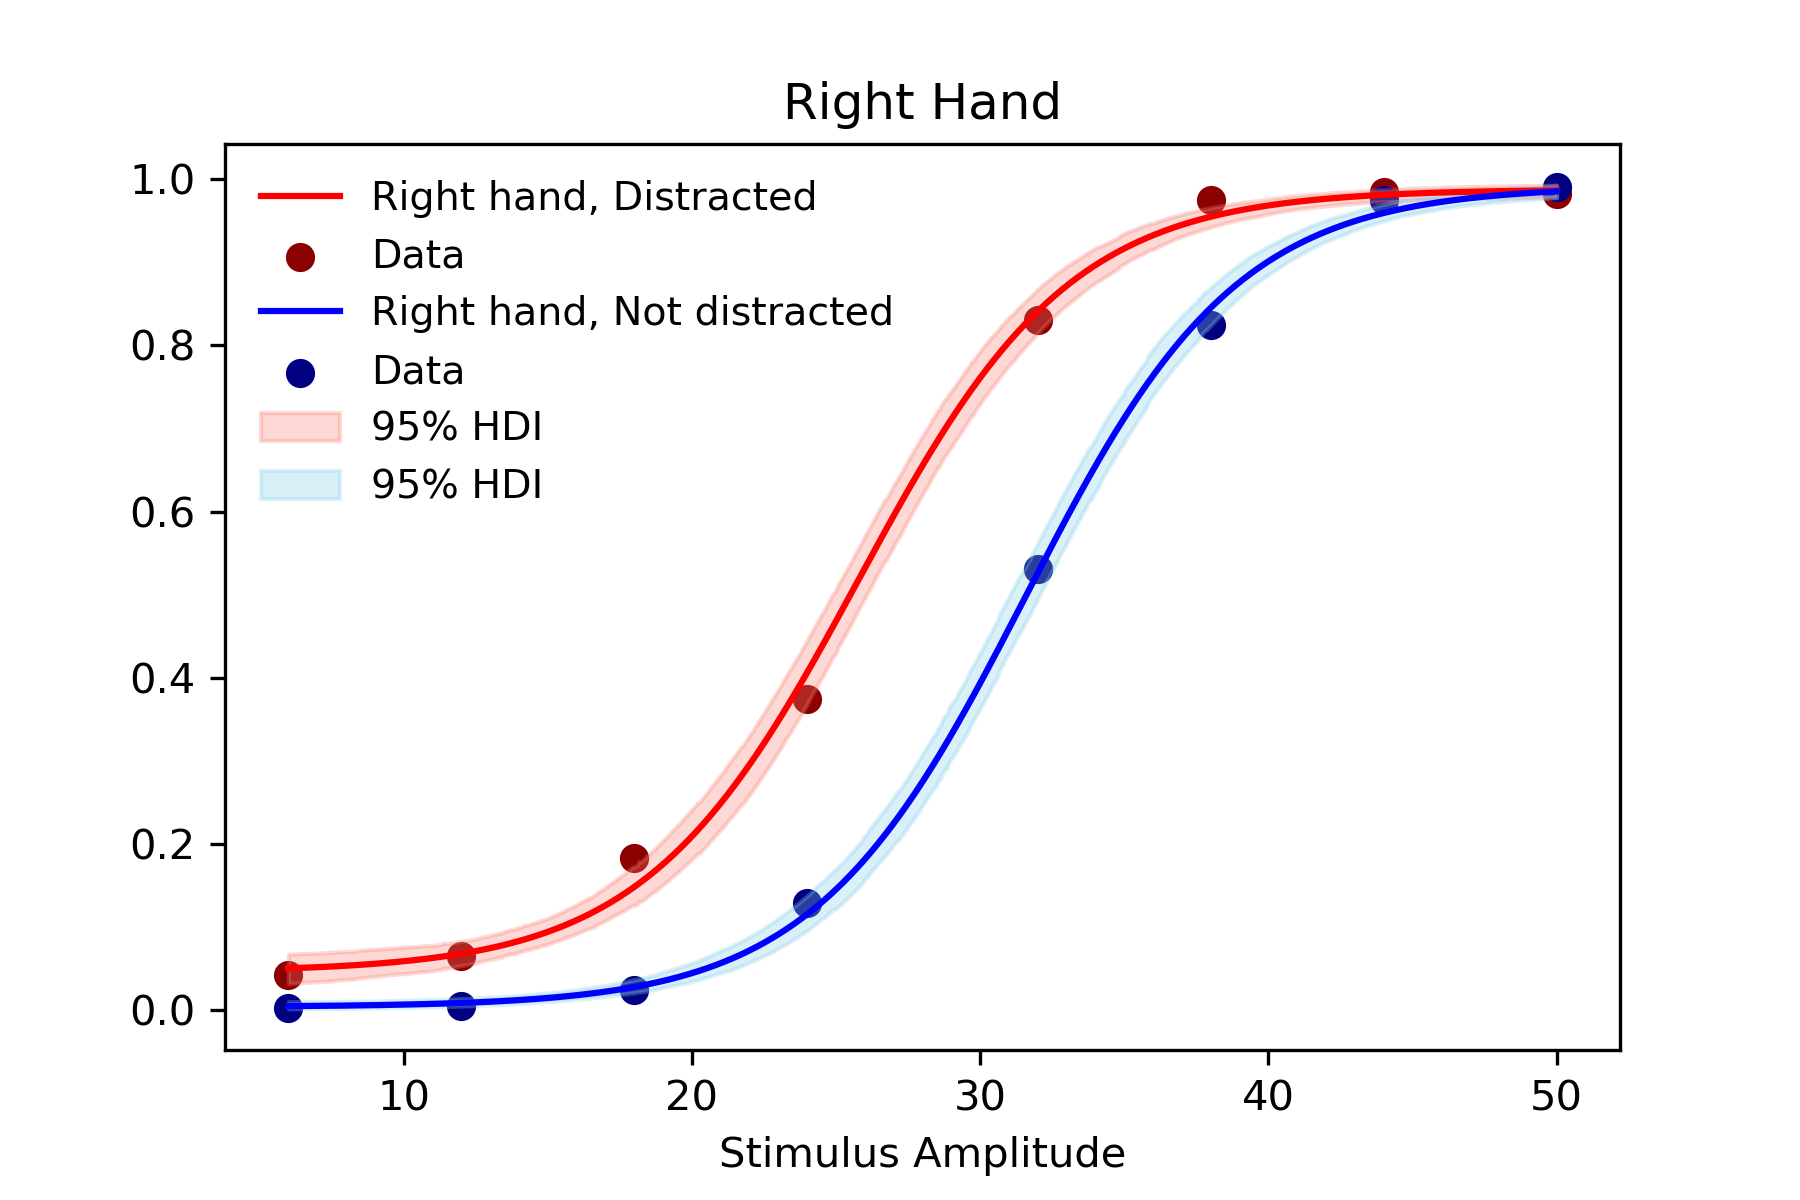 Right Hand
1.0
0.8
0.6
0.4
0.2
0.0
Right hand, Distracted
Data
Right hand, Not distracted
Data
95% HDI
95% HDI
10 20 30 40 50
Stimulus Amplitude